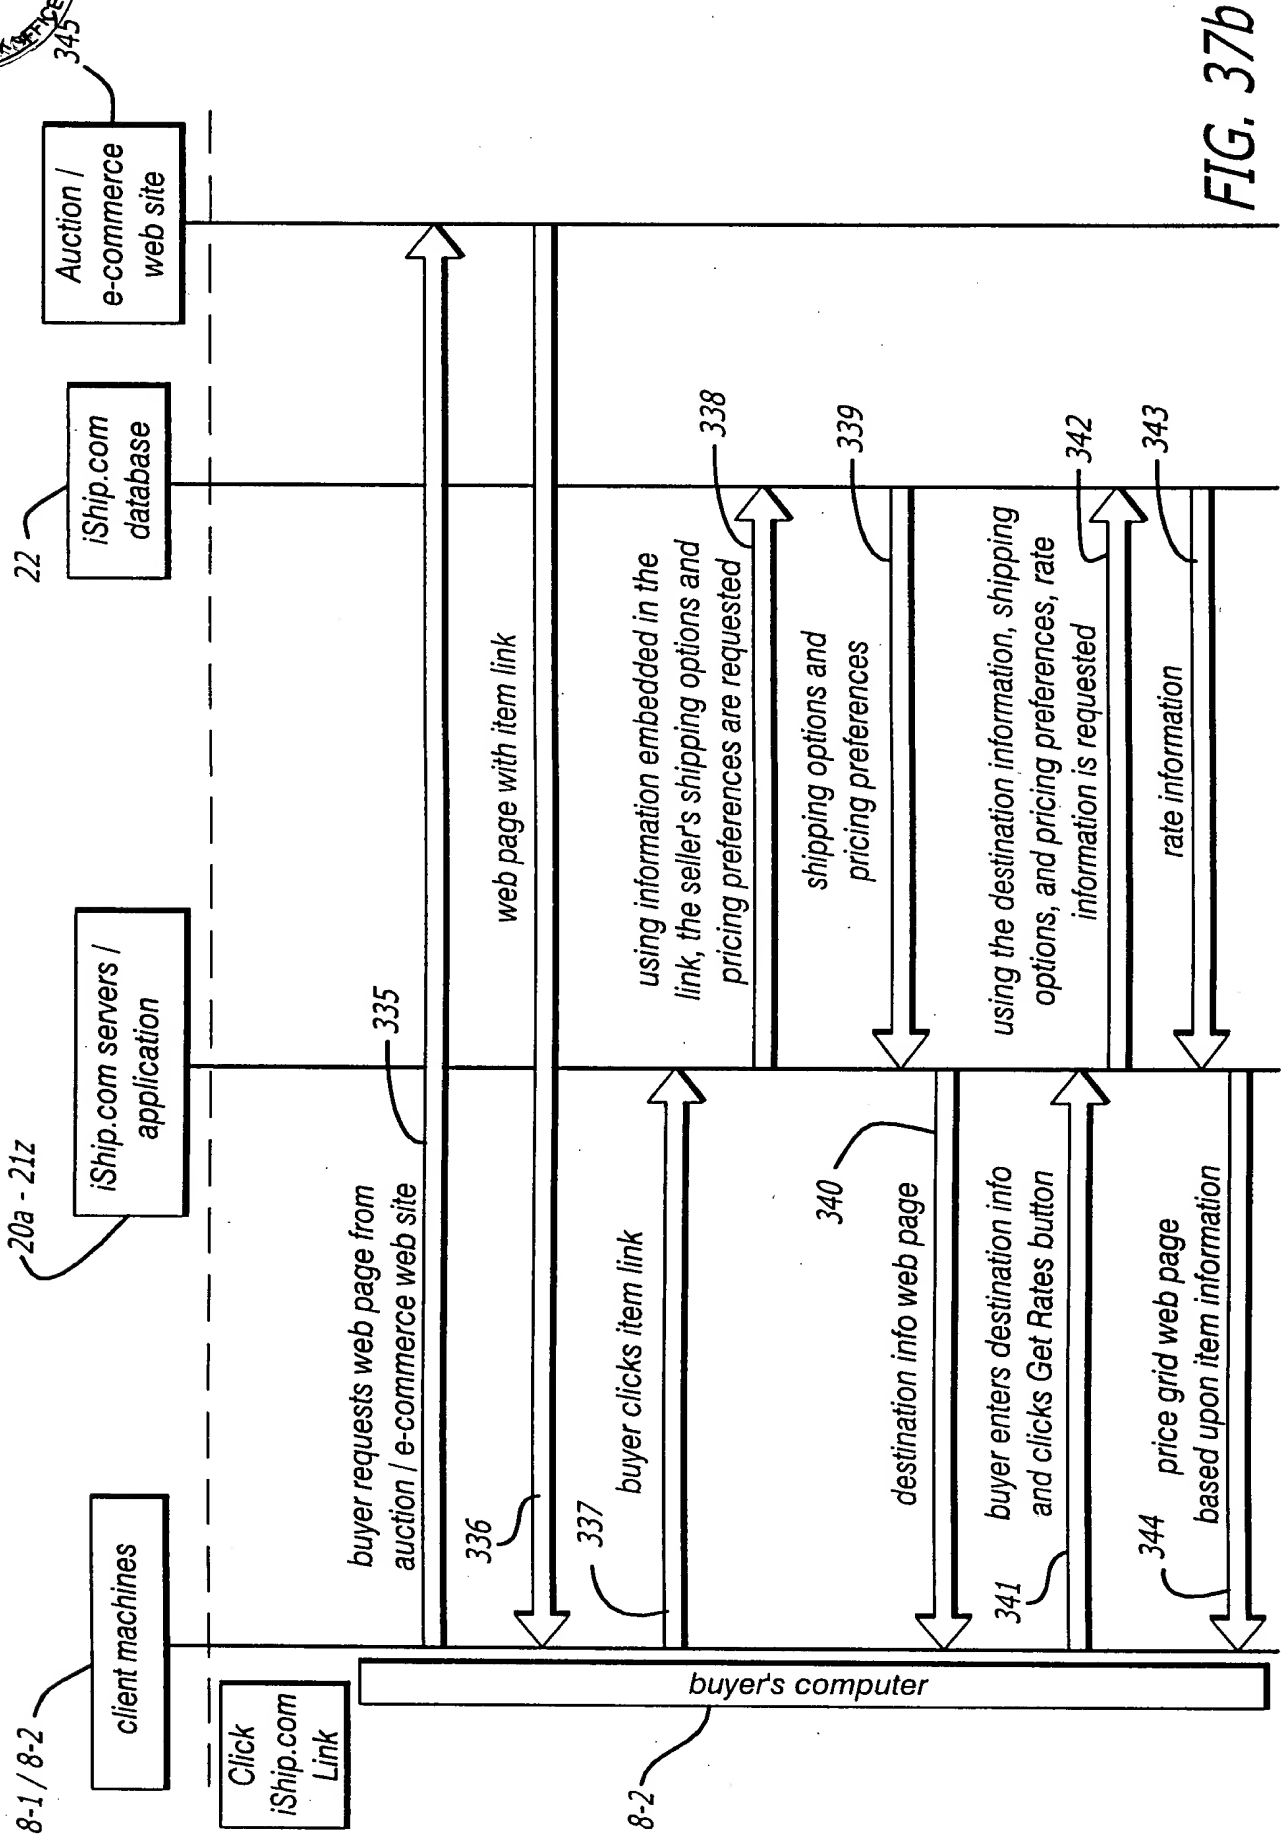 8-1 / 8-2
client machines
20a - 21z
iShip.com servers /
application
22
iShip.com
database
345
Auction /
e-commerce
web site
OFFICE
Click
iShip.com
Link
buyer requests web page from
auction / e-commerce web site
335
336
web page with item link
337
buyer clicks item link
using information embedded in the
link, the seller's shipping options and
pricing preferences are requested
338
shipping options and
pricing preferences
339
destination info web page
340
buyer enters destination info
and clicks Get Rates button
341
using the destination information, shipping
options, and pricing preferences, rate
information is requested
342
rate information
343
price grid web page
based upon item information
344
buyer's computer
8-2
FIG. 37b